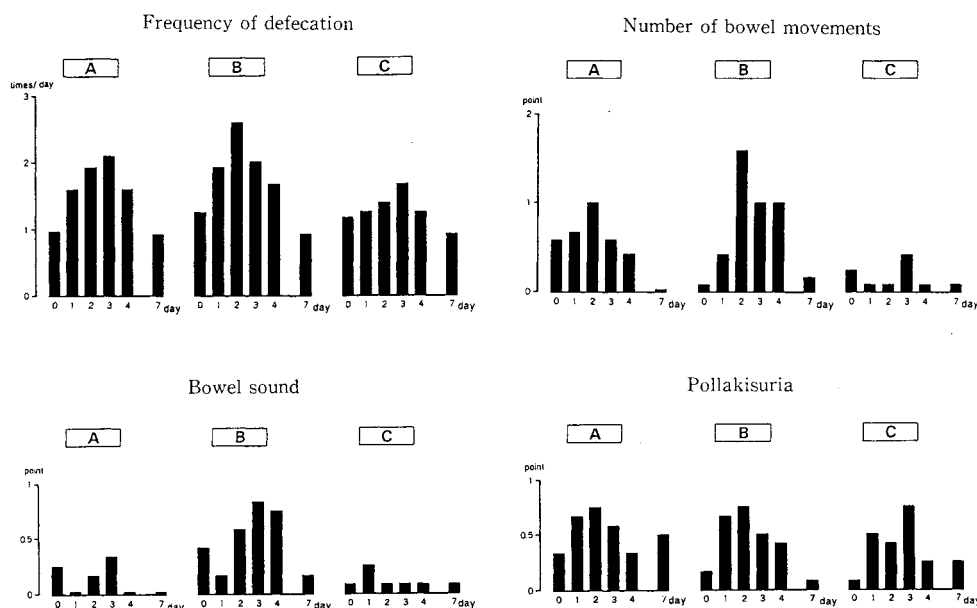 Frequency of defecation
A B C
times/day
3
2
1
0
0 1 2 3 4 7 day 0 1 2 3 4 7 day 0 1 2 3 4 7 day
Number of bowel movements
A B C
point
2
1
0
0 1 2 3 4 7 day 0 1 2 3 4 7 day 0 1 2 3 4 7 day
Bowel sound
A B C
point
1
0.5
0
0 1 2 3 4 7 day 0 1 2 3 4 7 day 0 1 2 3 4 7 day
Pollakisuria
A B C
point
1
0.5
0
0 1 2 3 4 7 day 0 1 2 3 4 7 day 0 1 2 3 4 7 day